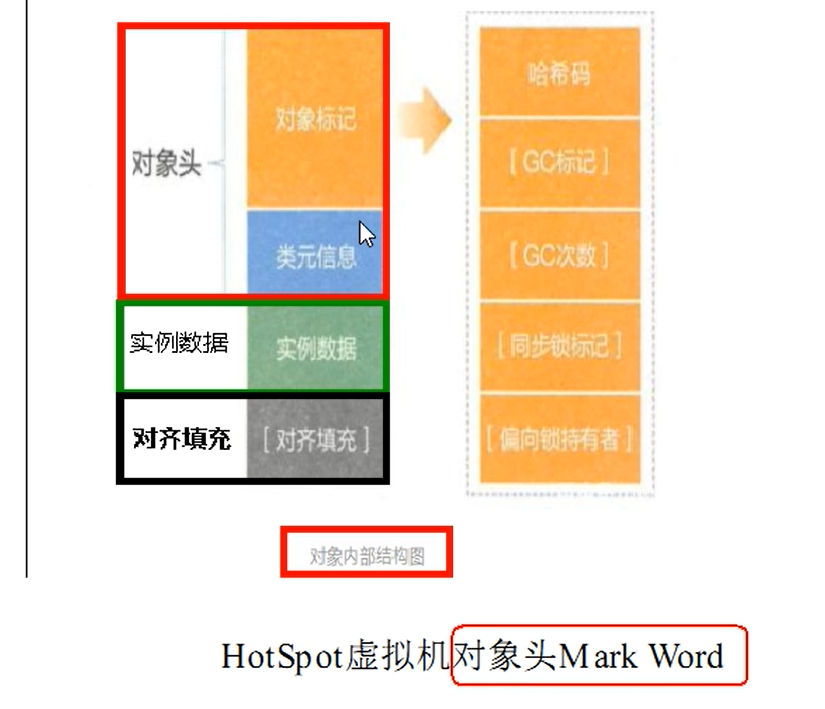 对象头
对象标记
类元信息
实例数据
实例数据
对齐填充
[ 对齐填充 ]
哈希码
[ GC标记 ]
[ GC次数 ]
[ 同步锁标记 ]
[ 偏向锁持有者 ]
对象内部结构图
HotSpot虚拟机对象头Mark Word